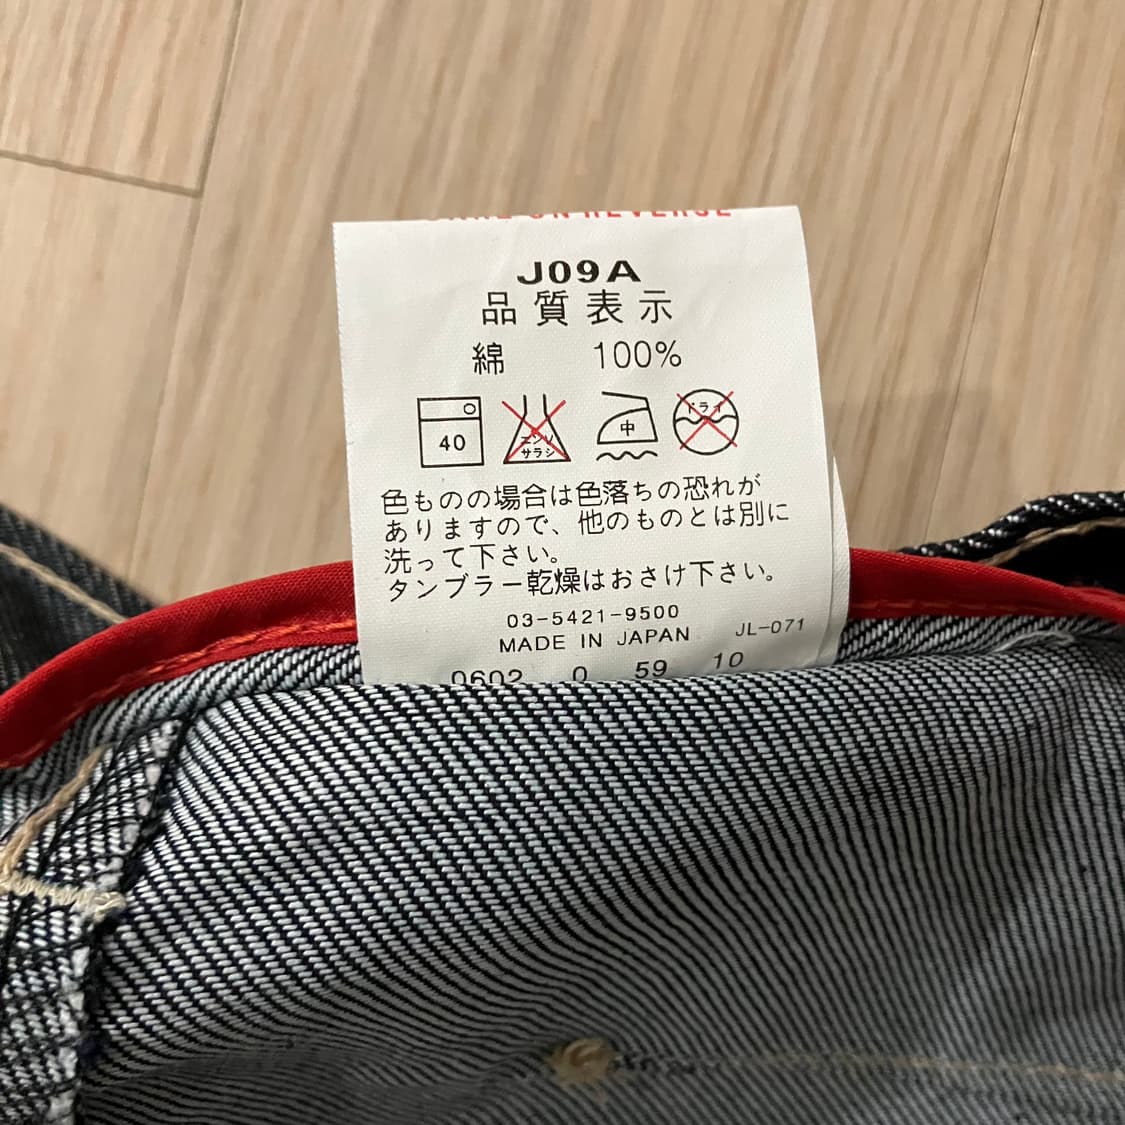 ON REVERSE
J09A
品質表示
綿 100%
40 エンソ サラシ 中 ドライ
色ものの場合は色落ちの恐れが
ありますので、他のものとは別に
洗って下さい。
タンブラー乾燥はおさけ下さい。
03-5421-9500
MADE IN JAPAN JL-071
0602 0 59 10